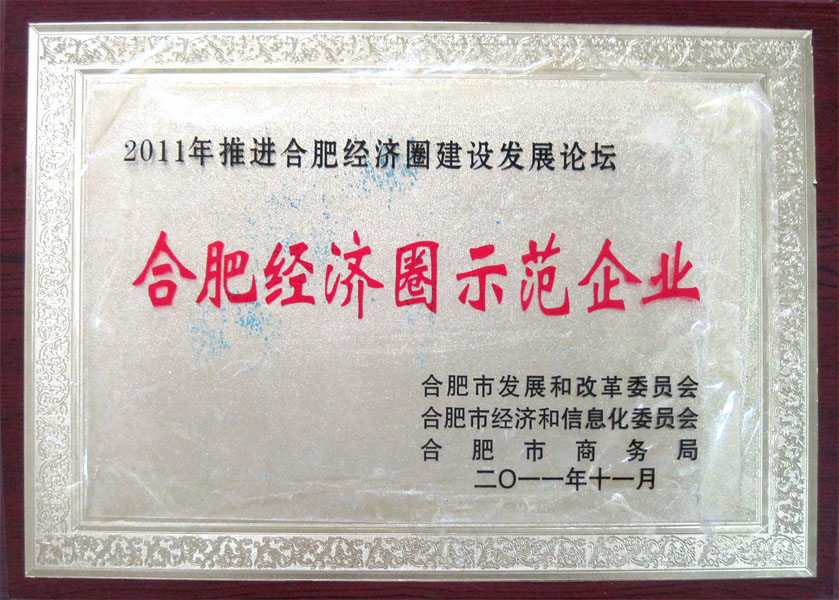 2011年推进合肥经济圈建设发展论坛
合肥经济圈示范企业
合肥市发展和改革委员会
合肥市经济和信息化委员会
合肥市商务局
二〇一一年十一月